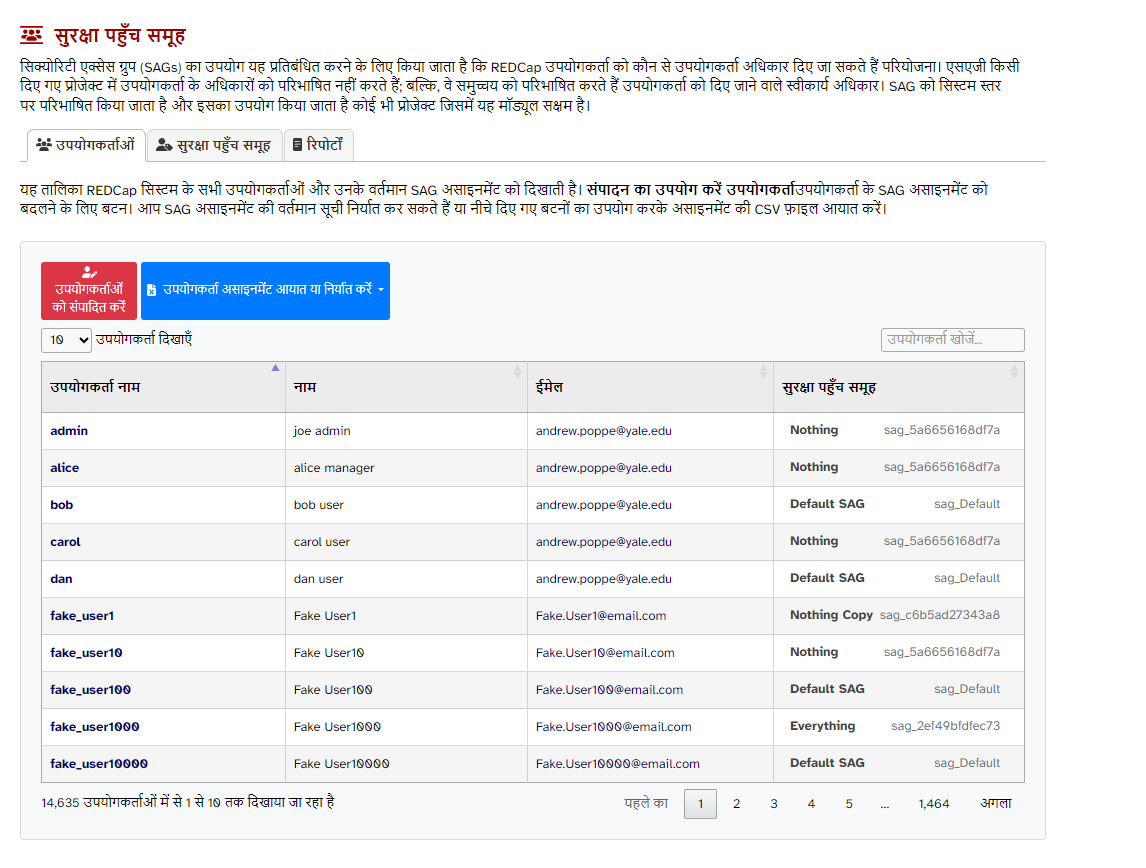 सुरक्षा पहुँच समूह
सिक्योरिटी एक्सेस ग्रुप (SAGs) का उपयोग यह प्रतिबंधित करने के लिए किया जाता है कि REDCap उपयोगकर्ता को कौन से उपयोगकर्ता अधिकार दिए जा सकते हैं परियोजना। एसएजी किसी
दिए गए प्रोजेक्ट में उपयोगकर्ता के अधिकारों को परिभाषित नहीं करते हैं; बल्कि, वे समुच्चय को परिभाषित करते हैं उपयोगकर्ता को दिए जाने वाले स्वीकार्य अधिकार। SAG को सिस्टम स्तर
पर परिभाषित किया जाता है और इसका उपयोग किया जाता है कोई भी प्रोजेक्ट जिसमें यह मॉड्यूल सक्षम है।
उपयोगकर्ताओं सुरक्षा पहुँच समूह रिपोर्टों
यह तालिका REDCap सिस्टम के सभी उपयोगकर्ताओं और उनके वर्तमान SAG असाइनमेंट को दिखाती है। संपादन का उपयोग करें उपयोगकर्ताउपयोगकर्ता के SAG असाइनमेंट को
बदलने के लिए बटन। आप SAG असाइनमेंट की वर्तमान सूची निर्यात कर सकते हैं या नीचे दिए गए बटनों का उपयोग करके असाइनमेंट की CSV फ़ाइल आयात करें।
उपयोगकर्ताओं
को संपादित करें
उपयोगकर्ता असाइनमेंट आयात या निर्यात करें
10 उपयोगकर्ता दिखाएँ उपयोगकर्ता खोजें...
उपयोगकर्ता नाम नाम ईमेल सुरक्षा पहुँच समूह
admin joe admin andrew.poppe@yale.edu Nothing sag_5a6656168df7a
alice alice manager andrew.poppe@yale.edu Nothing sag_5a6656168df7a
bob bob user andrew.poppe@yale.edu Default SAG sag_Default
carol carol user andrew.poppe@yale.edu Nothing sag_5a6656168df7a
dan dan user andrew.poppe@yale.edu Default SAG sag_Default
fake_user1 Fake User1 Fake.User1@email.com Nothing Copy sag_c6b5ad27343a8
fake_user10 Fake User10 Fake.User10@email.com Nothing sag_5a6656168df7a
fake_user100 Fake User100 Fake.User100@email.com Default SAG sag_Default
fake_user1000 Fake User1000 Fake.User1000@email.com Everything sag_2ef49bfdfec73
fake_user10000 Fake User10000 Fake.User10000@email.com Default SAG sag_Default
14,635 उपयोगकर्ताओं में से 1 से 10 तक दिखाया जा रहा है पहले का 1 2 3 4 5 ... 1,464 अगला